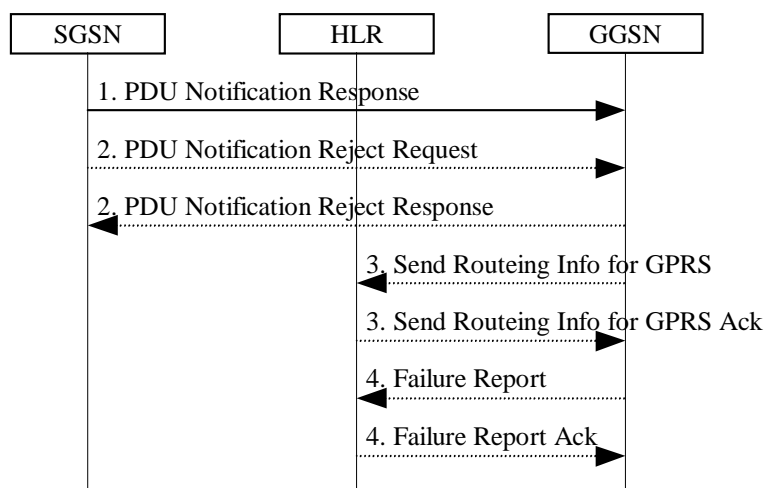 SGSN HLR GGSN
1. PDU Notification Response
2. PDU Notification Reject Request
2. PDU Notification Reject Response
3. Send Routeing Info for GPRS
3. Send Routeing Info for GPRS Ack
4. Failure Report
4. Failure Report Ack